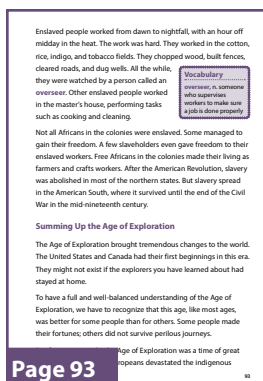 Enslaved people worked from dawn to nightfall, with an hour off
midday in the heat. The work was hard. They worked in the cotton,
rice, indigo, and tobacco fields. They chopped wood, built fences,
cleared roads, and dug wells. All the while,
they were watched by a person called an
overseer. Other enslaved people worked
in the master's house, performing tasks
such as cooking and cleaning.
Vocabulary
overseer, n. someone
who supervises
workers to make sure
a job is done properly
Not all Africans in the colonies were enslaved. Some managed to
gain their freedom. A few slaveholders even gave freedom to their
enslaved workers. Free Africans in the colonies made their living as
farmers and crafts workers. After the American Revolution, slavery
was abolished in most of the northern states. But slavery spread
in the American South, where it survived until the end of the Civil
War in the mid-nineteenth century.
Summing Up the Age of Exploration
The Age of Exploration brought tremendous changes to the world.
The United States and Canada had their first beginnings in this era.
They might not exist if the explorers you have learned about had
stayed at home.
To have a full and well-balanced understanding of the Age of
Exploration, we have to recognize that this age, like most ages,
was better for some people than for others. Some people made
their fortunes; others did not survive perilous journeys.
Age of Exploration was a time of great
ropeans devastated the indigenous
Page 93
93